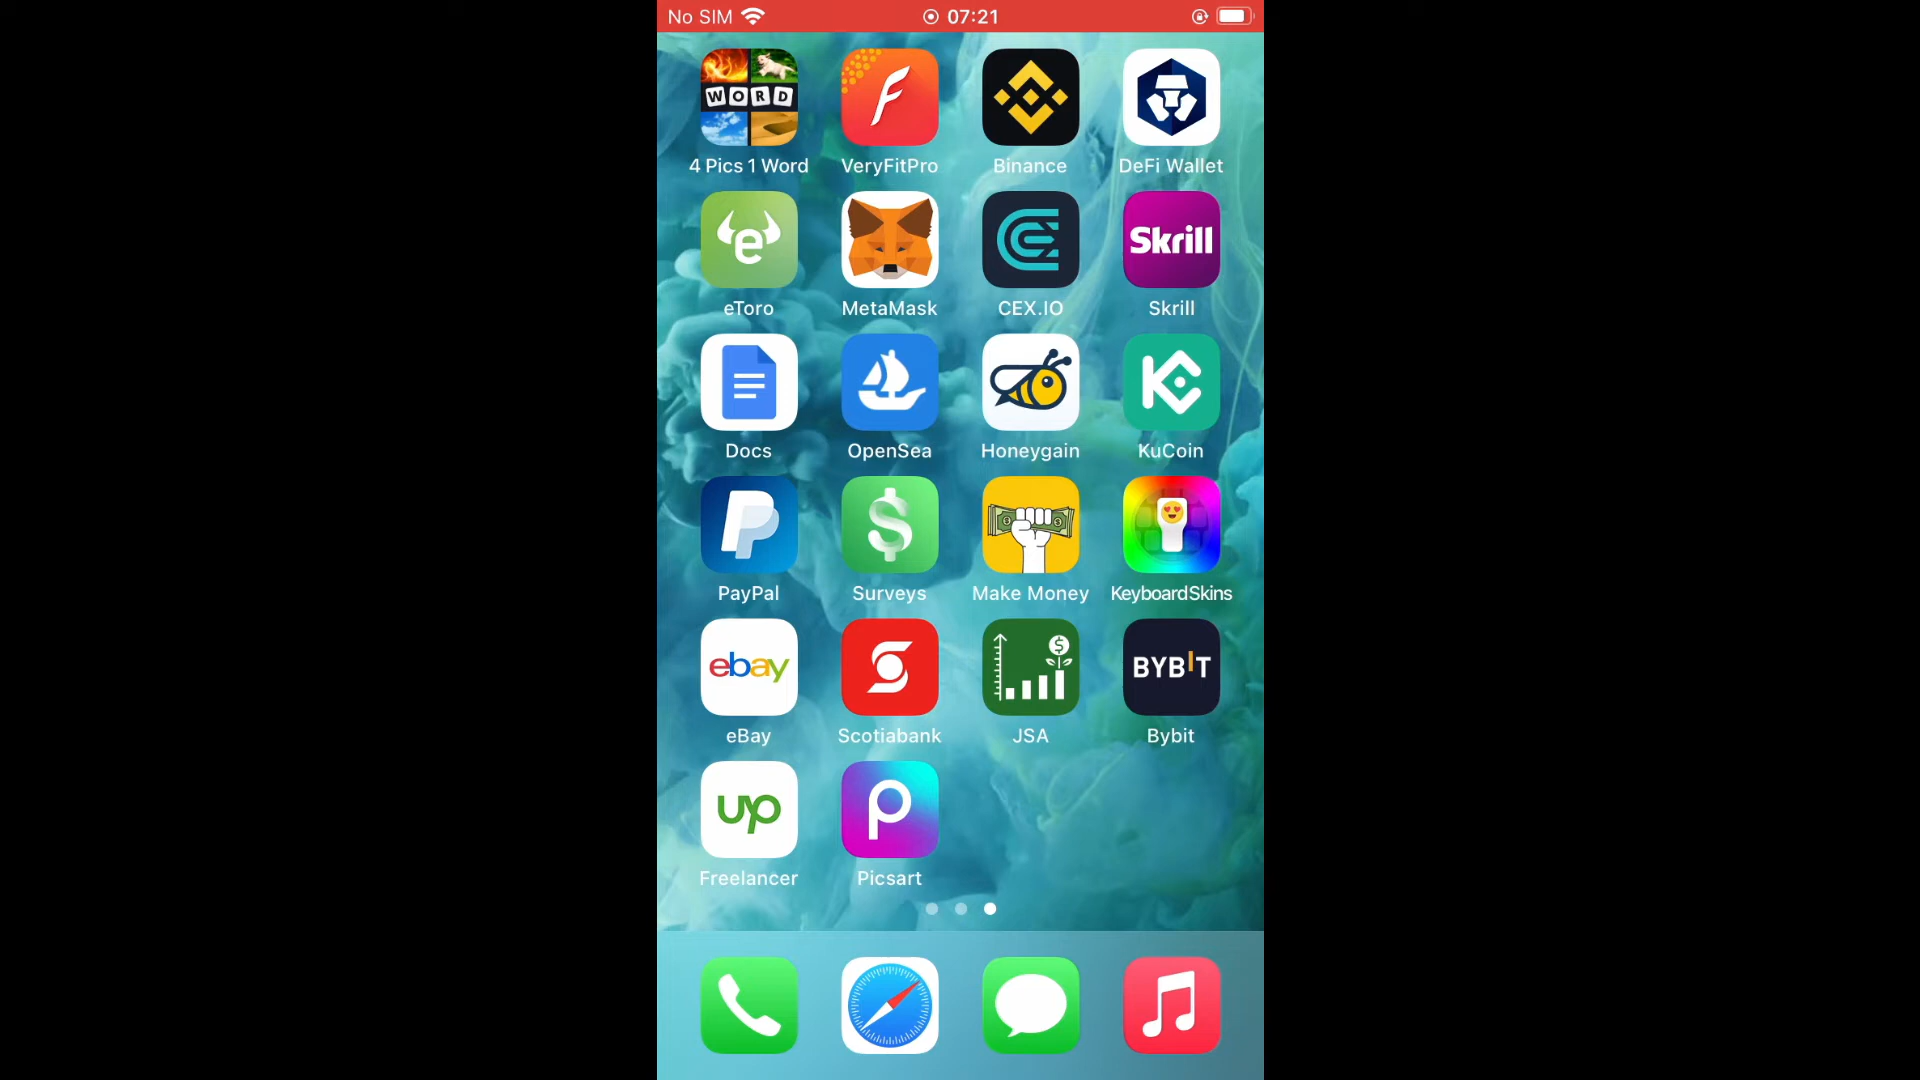 No SIM 07:21
WORD
4 Pics 1 Word VeryFitPro Binance DeFi Wallet
Skrill
eToro MetaMask CEX.IO Skrill
Docs OpenSea Honeygain KuCoin
PayPal Surveys Make Money KeyboardSkins
ebay BYBIT
eBay Scotiabank JSA Bybit
up
Freelancer Picsart